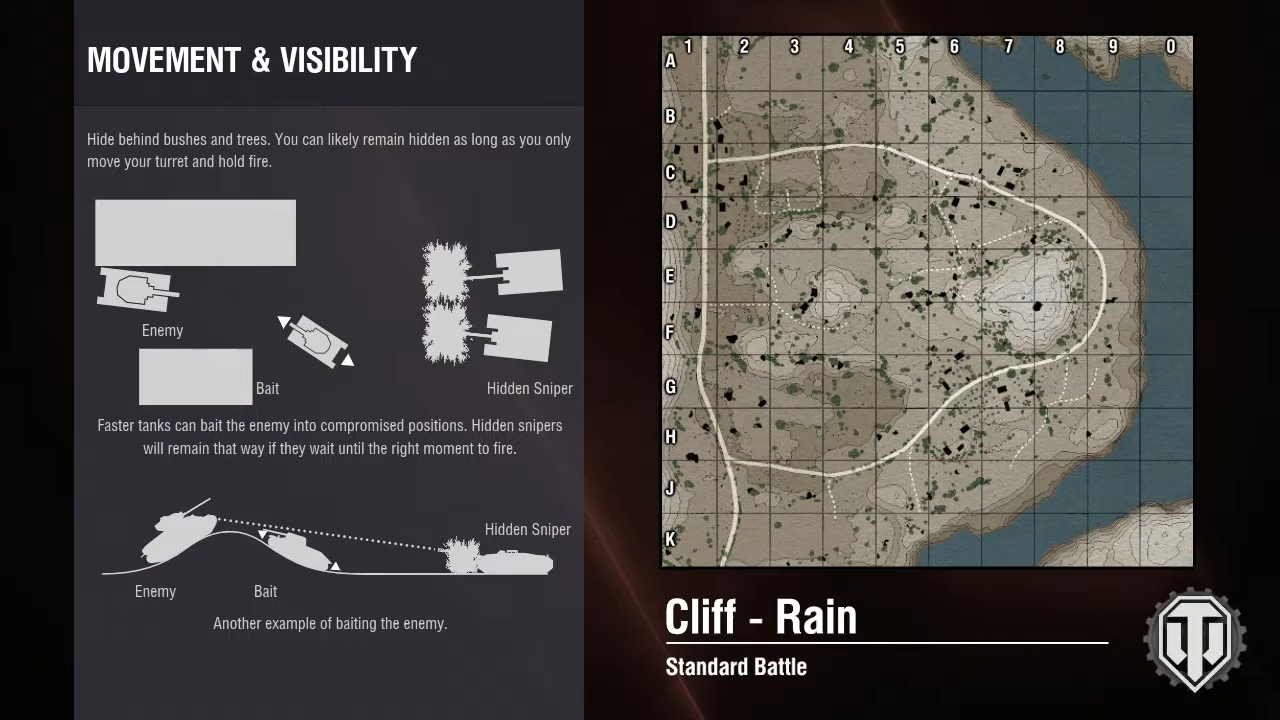 MOVEMENT & VISIBILITY
Hide behind bushes and trees. You can likely remain hidden as long as you only
move your turret and hold fire.
Enemy
Bait
Hidden Sniper
Faster tanks can bait the enemy into compromised positions. Hidden snipers
will remain that way if they wait until the right moment to fire.
Hidden Sniper
Enemy
Bait
Another example of baiting the enemy.
1 2 3 4 5 6 7 8 9 0
A
B
C
D
E
F
G
H
J
K
Cliff - Rain
Standard Battle